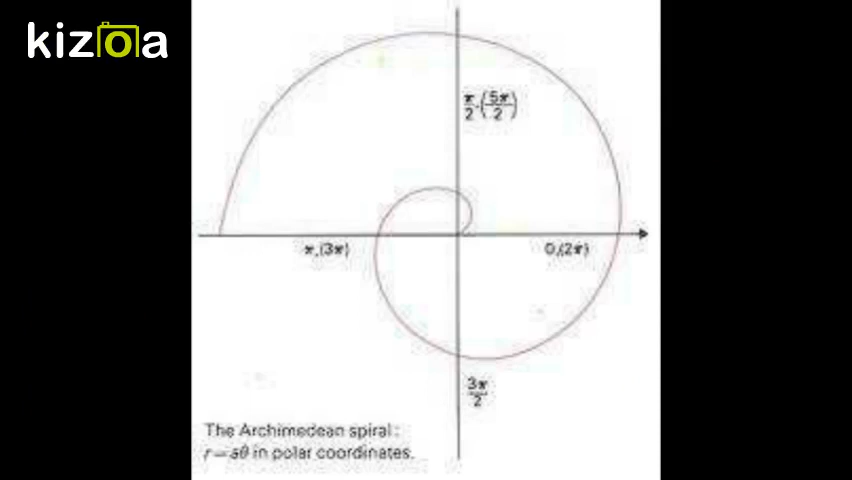 kizoa
π/2,(5π/2)
π,(3π)
0,(2π)
3π/2
The Archimedean spiral:
r=aθ in polar coordinates.